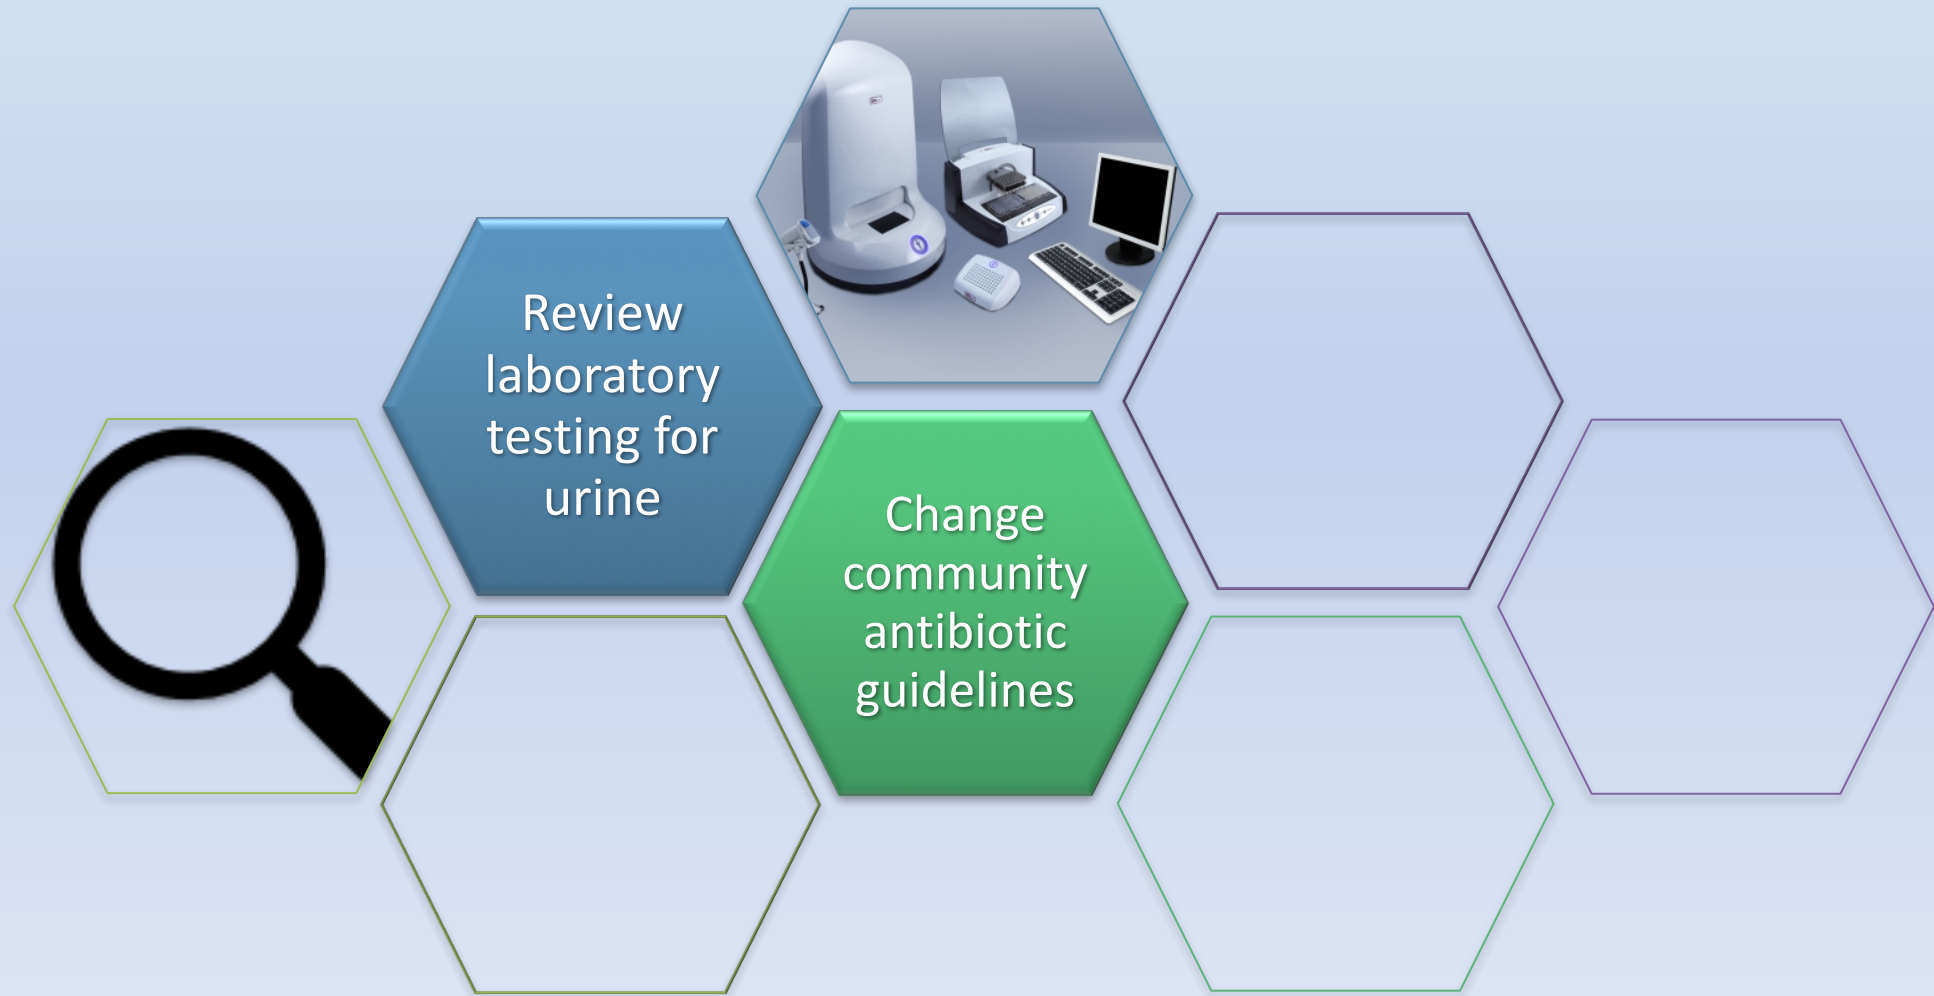 Review
laboratory
testing for
urine
Change
community
antibiotic
guidelines